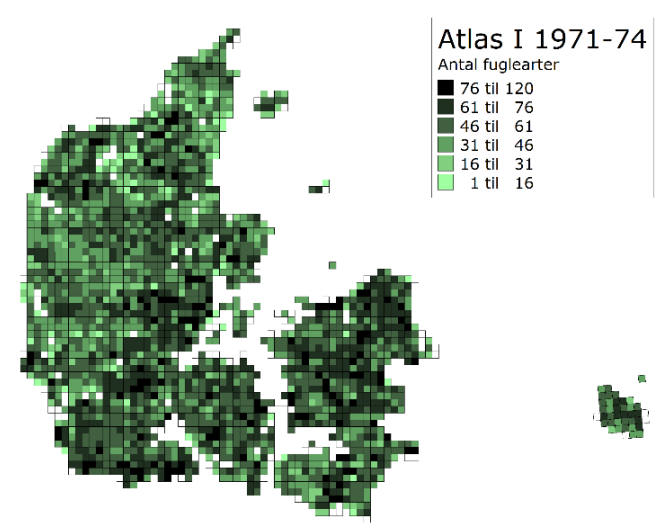 Atlas I 1971-74
Antal fuglearter
76 til 120
61 til 76
46 til 61
31 til 46
16 til 31
1 til 16